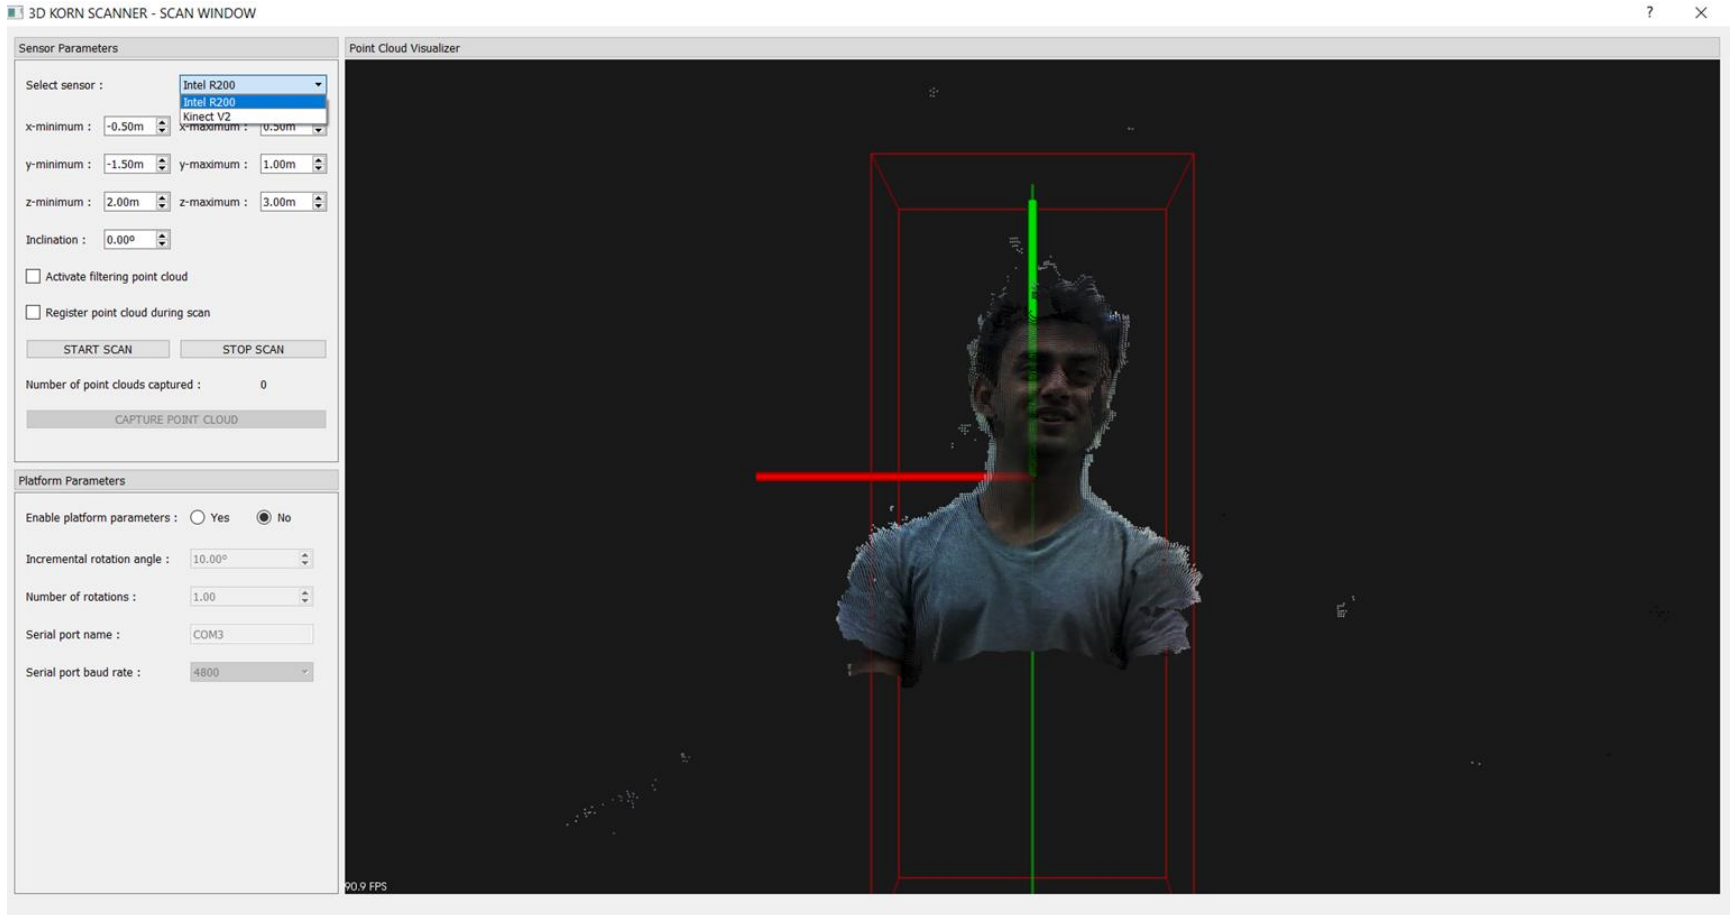 3D KORN SCANNER - SCAN WINDOW
?
Sensor Parameters
Select sensor :
Intel R200
Intel R200
Kinect V2
x-minimum : -0.50m x-maximum : 0.50m
y-minimum : -1.50m y-maximum : 1.00m
z-minimum : 2.00m z-maximum : 3.00m
Inclination : 0.00º
Activate filtering point cloud
Register point cloud during scan
START SCAN STOP SCAN
Number of point clouds captured : 0
CAPTURE POINT CLOUD
Platform Parameters
Enable platform parameters : Yes No
Incremental rotation angle : 10.00º
Number of rotations : 1.00
Serial port name : COM3
Serial port baud rate : 4800
Point Cloud Visualizer
90.9 FPS